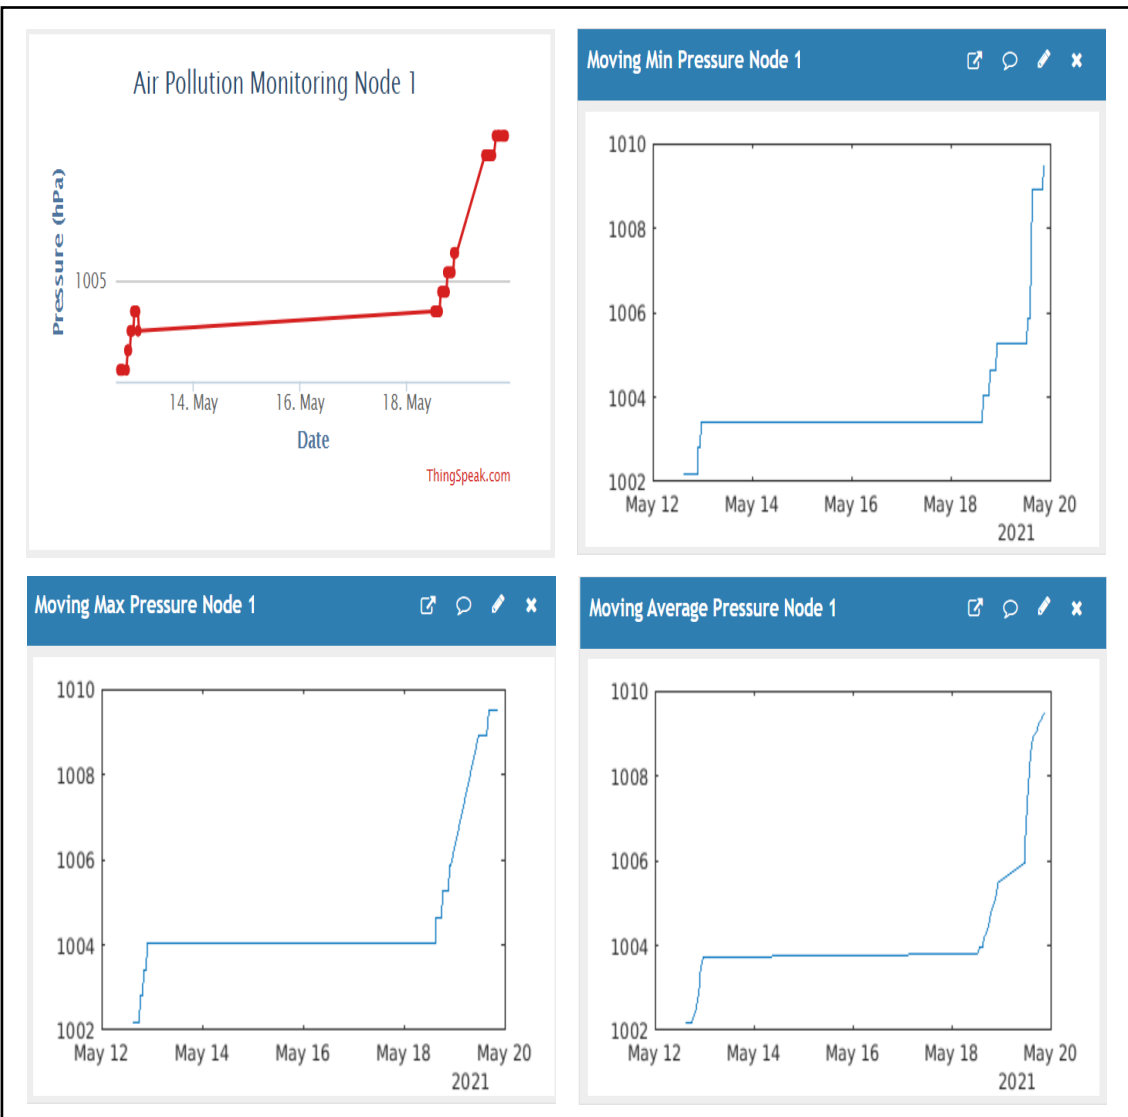 Air Pollution Monitoring Node 1
Pressure (hPa)
1005
14. May 16. May 18. May
Date
ThingSpeak.com
Moving Min Pressure Node 1
1010
1008
1006
1004
1002
May 12 May 14 May 16 May 18 May 20
2021
Moving Max Pressure Node 1
1010
1008
1006
1004
1002
May 12 May 14 May 16 May 18 May 20
2021
Moving Average Pressure Node 1
1010
1008
1006
1004
1002
May 12 May 14 May 16 May 18 May 20
2021